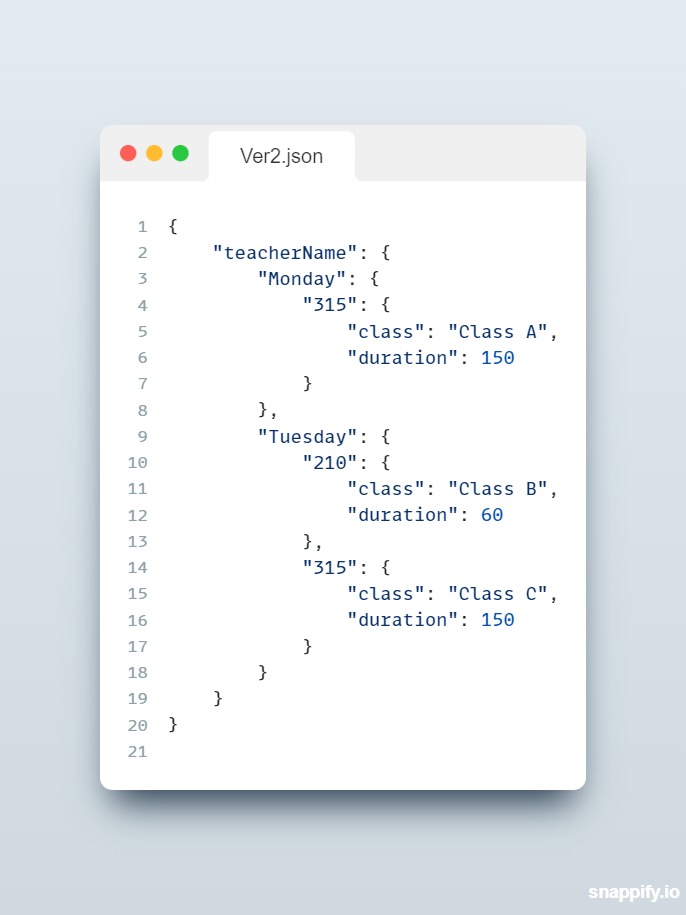 Ver2.json
1 {
2     "teacherName": {
3         "Monday": {
4             "315": {
5                 "class": "Class A",
6                 "duration": 150
7             }
8         },
9         "Tuesday": {
10             "210": {
11                 "class": "Class B",
12                 "duration": 60
13             },
14             "315": {
15                 "class": "Class C",
16                 "duration": 150
17             }
18         }
19     }
20 }
21
snappify.io